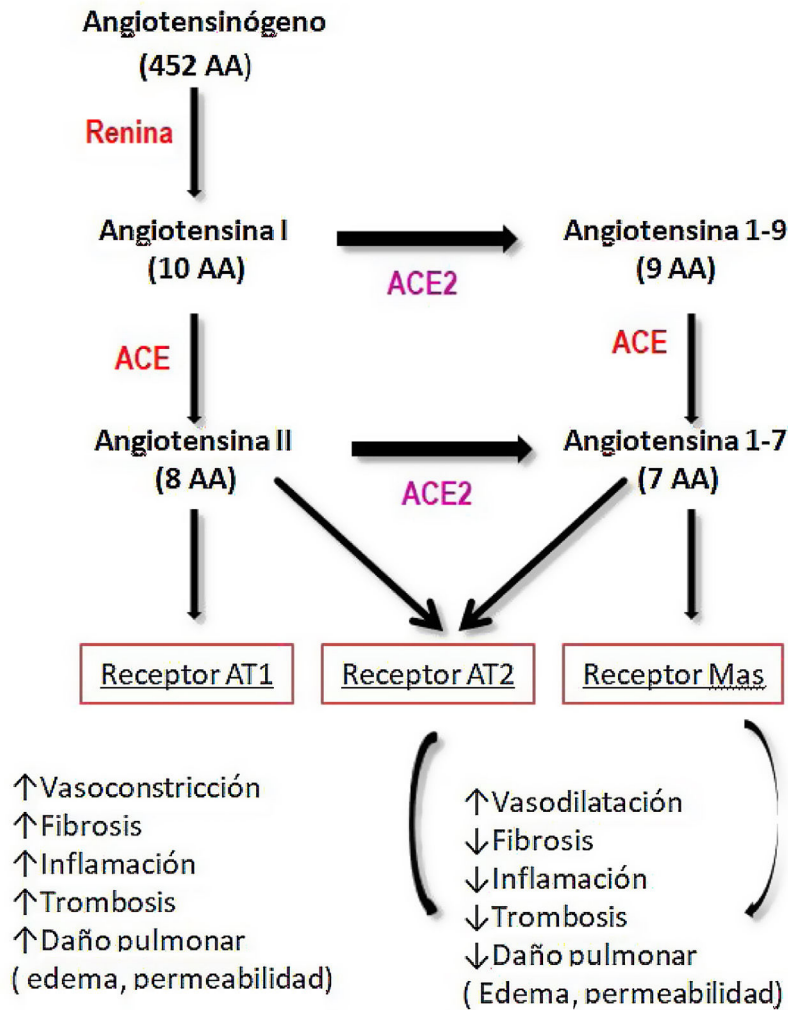 Angiotensinógeno
(452 AA)
Renina
Angiotensina I
(10 AA)
ACE2
Angiotensina 1-9
(9 AA)
ACE
ACE
Angiotensina II
(8 AA)
ACE2
Angiotensina 1-7
(7 AA)
Receptor AT1
Receptor AT2
Receptor Mas
↑Vasoconstricción
↑Fibrosis
↑Inflamación
↑Trombosis
↑Daño pulmonar
( edema, permeabilidad)
↑Vasodilatación
↓Fibrosis
↓Inflamación
↓Trombosis
↓Daño pulmonar
( Edema, permeabilidad)